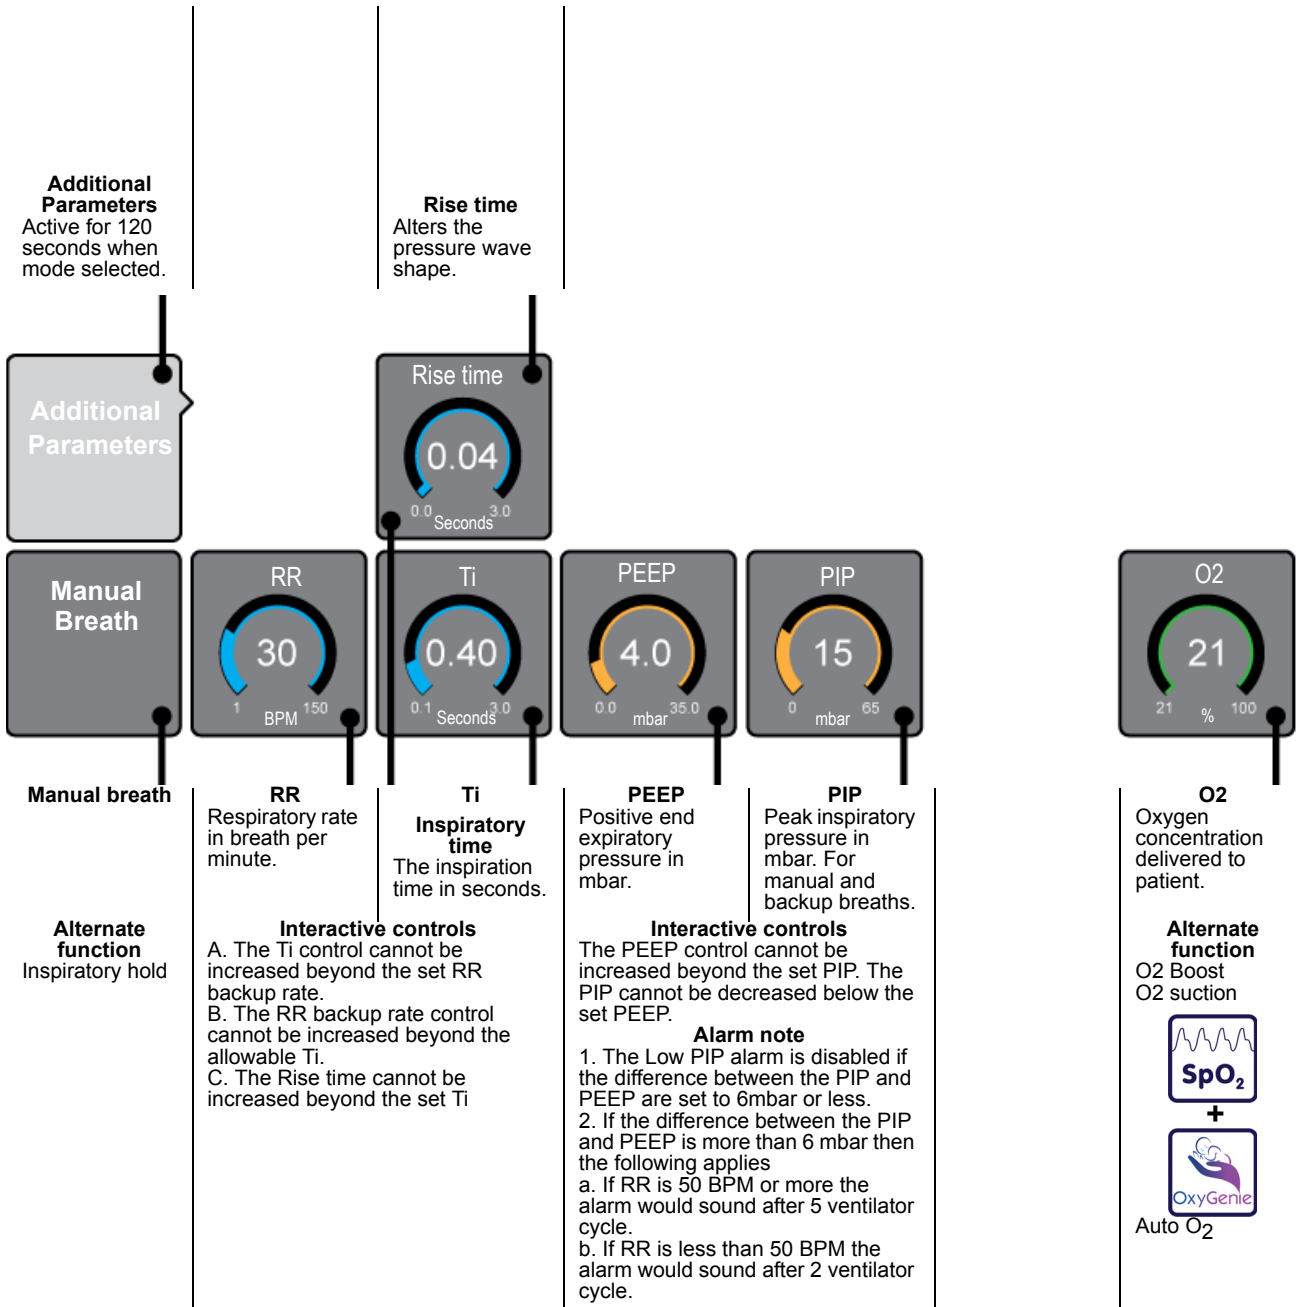 Additional
Parameters
Active for 120
seconds when
mode selected.
Rise time
Alters the
pressure wave
shape.
Additional
Parameters
Rise time
0.04
0.0
3.0
Seconds
Manual
Breath
RR
30
1
150
BPM
Ti
0.40
0.1
3.0
Seconds
PEEP
4.0
0.0
35.0
mbar
PIP
15
0
65
mbar
O2
21
21
100
%
Manual breath
Alternate
function
Inspiratory hold
RR
Respiratory rate
in breath per
minute.
Ti
Inspiratory
time
The inspiration
time in seconds.
Interactive controls
A. The Ti control cannot be
increased beyond the set RR
backup rate.
B. The RR backup rate control
cannot be increased beyond the
allowable Ti.
C. The Rise time cannot be
increased beyond the set Ti
PEEP
Positive end
expiratory
pressure in
mbar.
PIP
Peak inspiratory
pressure in
mbar. For
manual and
backup breaths.
Interactive controls
The PEEP control cannot be
increased beyond the set PIP. The
PIP cannot be decreased below the
set PEEP.
Alarm note
1. The Low PIP alarm is disabled if
the difference between the PIP and
PEEP are set to 6mbar or less.
2. If the difference between the PIP
and PEEP is more than 6 mbar then
the following applies
a. If RR is 50 BPM or more the
alarm would sound after 5 ventilator
cycle.
b. If RR is less than 50 BPM the
alarm would sound after 2 ventilator
cycle.
O2
Oxygen
concentration
delivered to
patient.
Alternate
function
O2 Boost
O2 suction
SpO2
+
OxyGenie
Auto O2